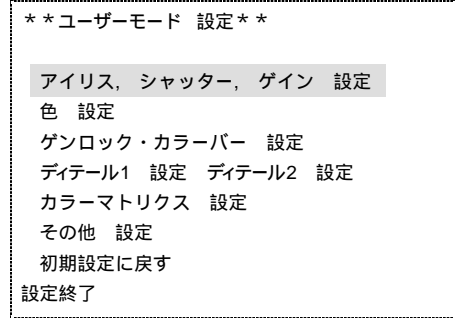 **ユーザーモード 設定**
アイリス, シャッター, ゲイン 設定
色 設定
ゲンロック・カラーバー 設定
ディテール1 設定 ディテール2 設定
カラーマトリクス 設定
その他 設定
初期設定に戻す
設定終了